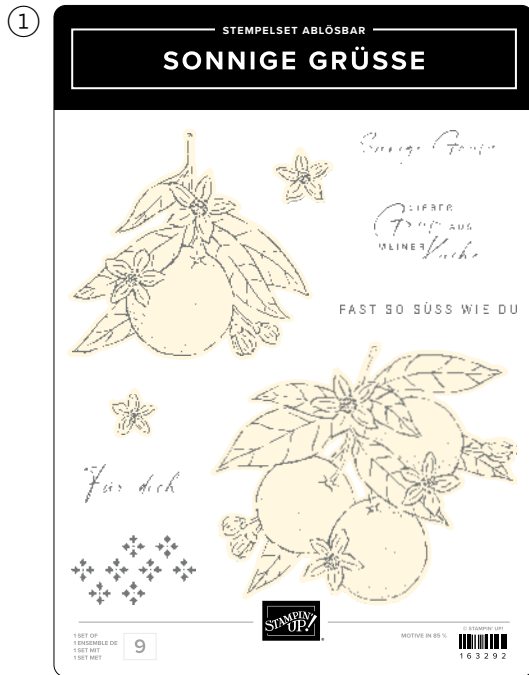 ①
STEMPELSET ABLÖSBAR
SONNIGE GRÜSSE
Sonnige Grüße
LIEBER
Gruß AUS
MEINER Küche
FAST SO SÜSS WIE DU
Für dich
STAMPIN' UP!®
1 SET OF
1 ENSEMBLE DE
1 SET MIT
1 SET MET
9
MOTIVE IN 85 %
© STAMPIN' UP!
163292